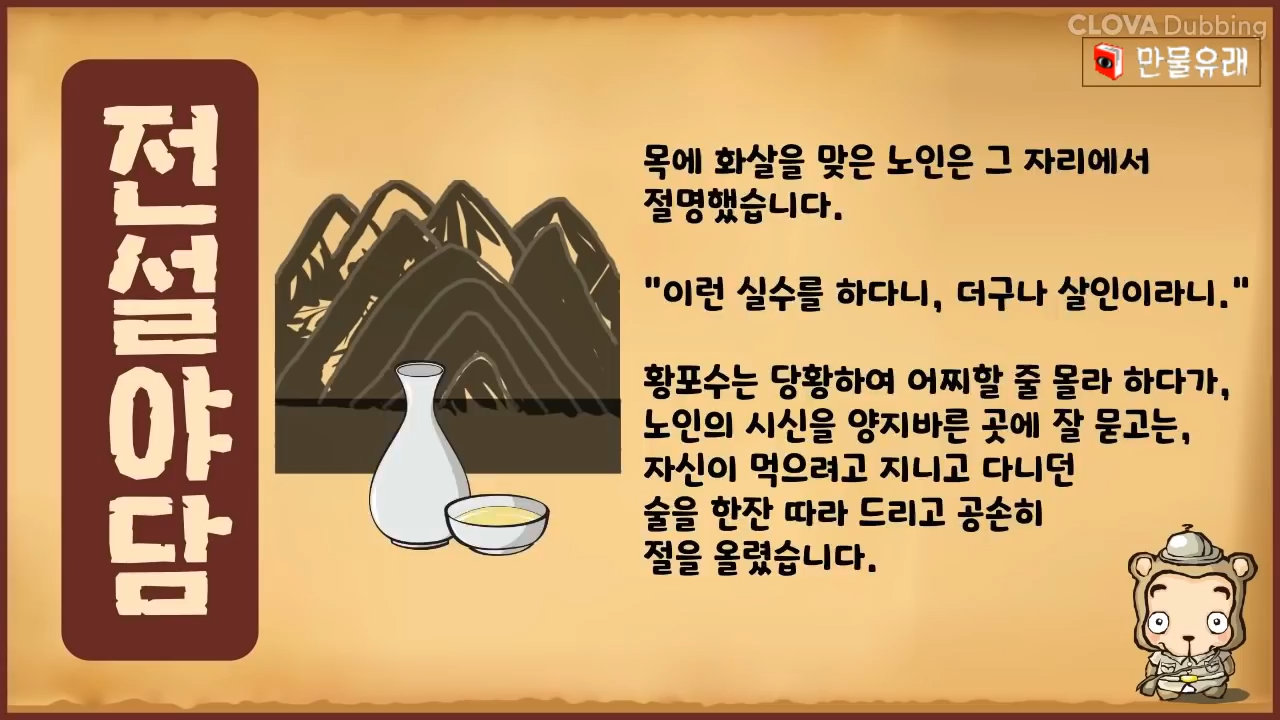 CLOVA Dubbing
만물유래
전설야담
목에 화살을 맞은 노인은 그 자리에서
절명했습니다.
"이런 실수를 하다니, 더구나 살인이라니."
황포수는 당황하여 어찌할 줄 몰라 하다가,
노인의 시신을 양지바른 곳에 잘 묻고는,
자신이 먹으려고 지니고 다니던
술을 한잔 따라 드리고 공손히
절을 올렸습니다.